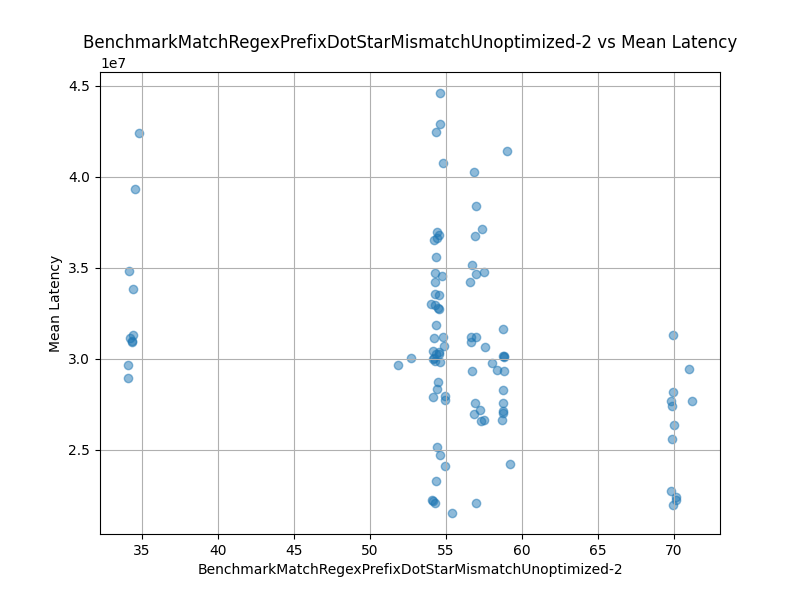 BenchmarkMatchRegexPrefixDotStarMismatchUnoptimized-2 vs Mean Latency
1e7
4.5
4.0
3.5
3.0
2.5
Mean Latency
35 40 45 50 55 60 65 70
BenchmarkMatchRegexPrefixDotStarMismatchUnoptimized-2